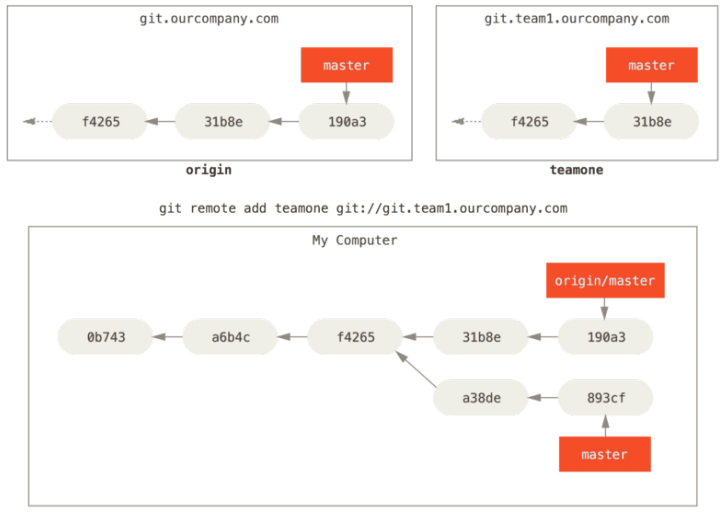 git.ourcompany.com
master
f4265
31b8e
190a3
origin
git.team1.ourcompany.com
master
f4265
31b8e
teamone
git remote add teamone git://git.team1.ourcompany.com
My Computer
origin/master
0b743
a6b4c
f4265
31b8e
190a3
a38de
893cf
master